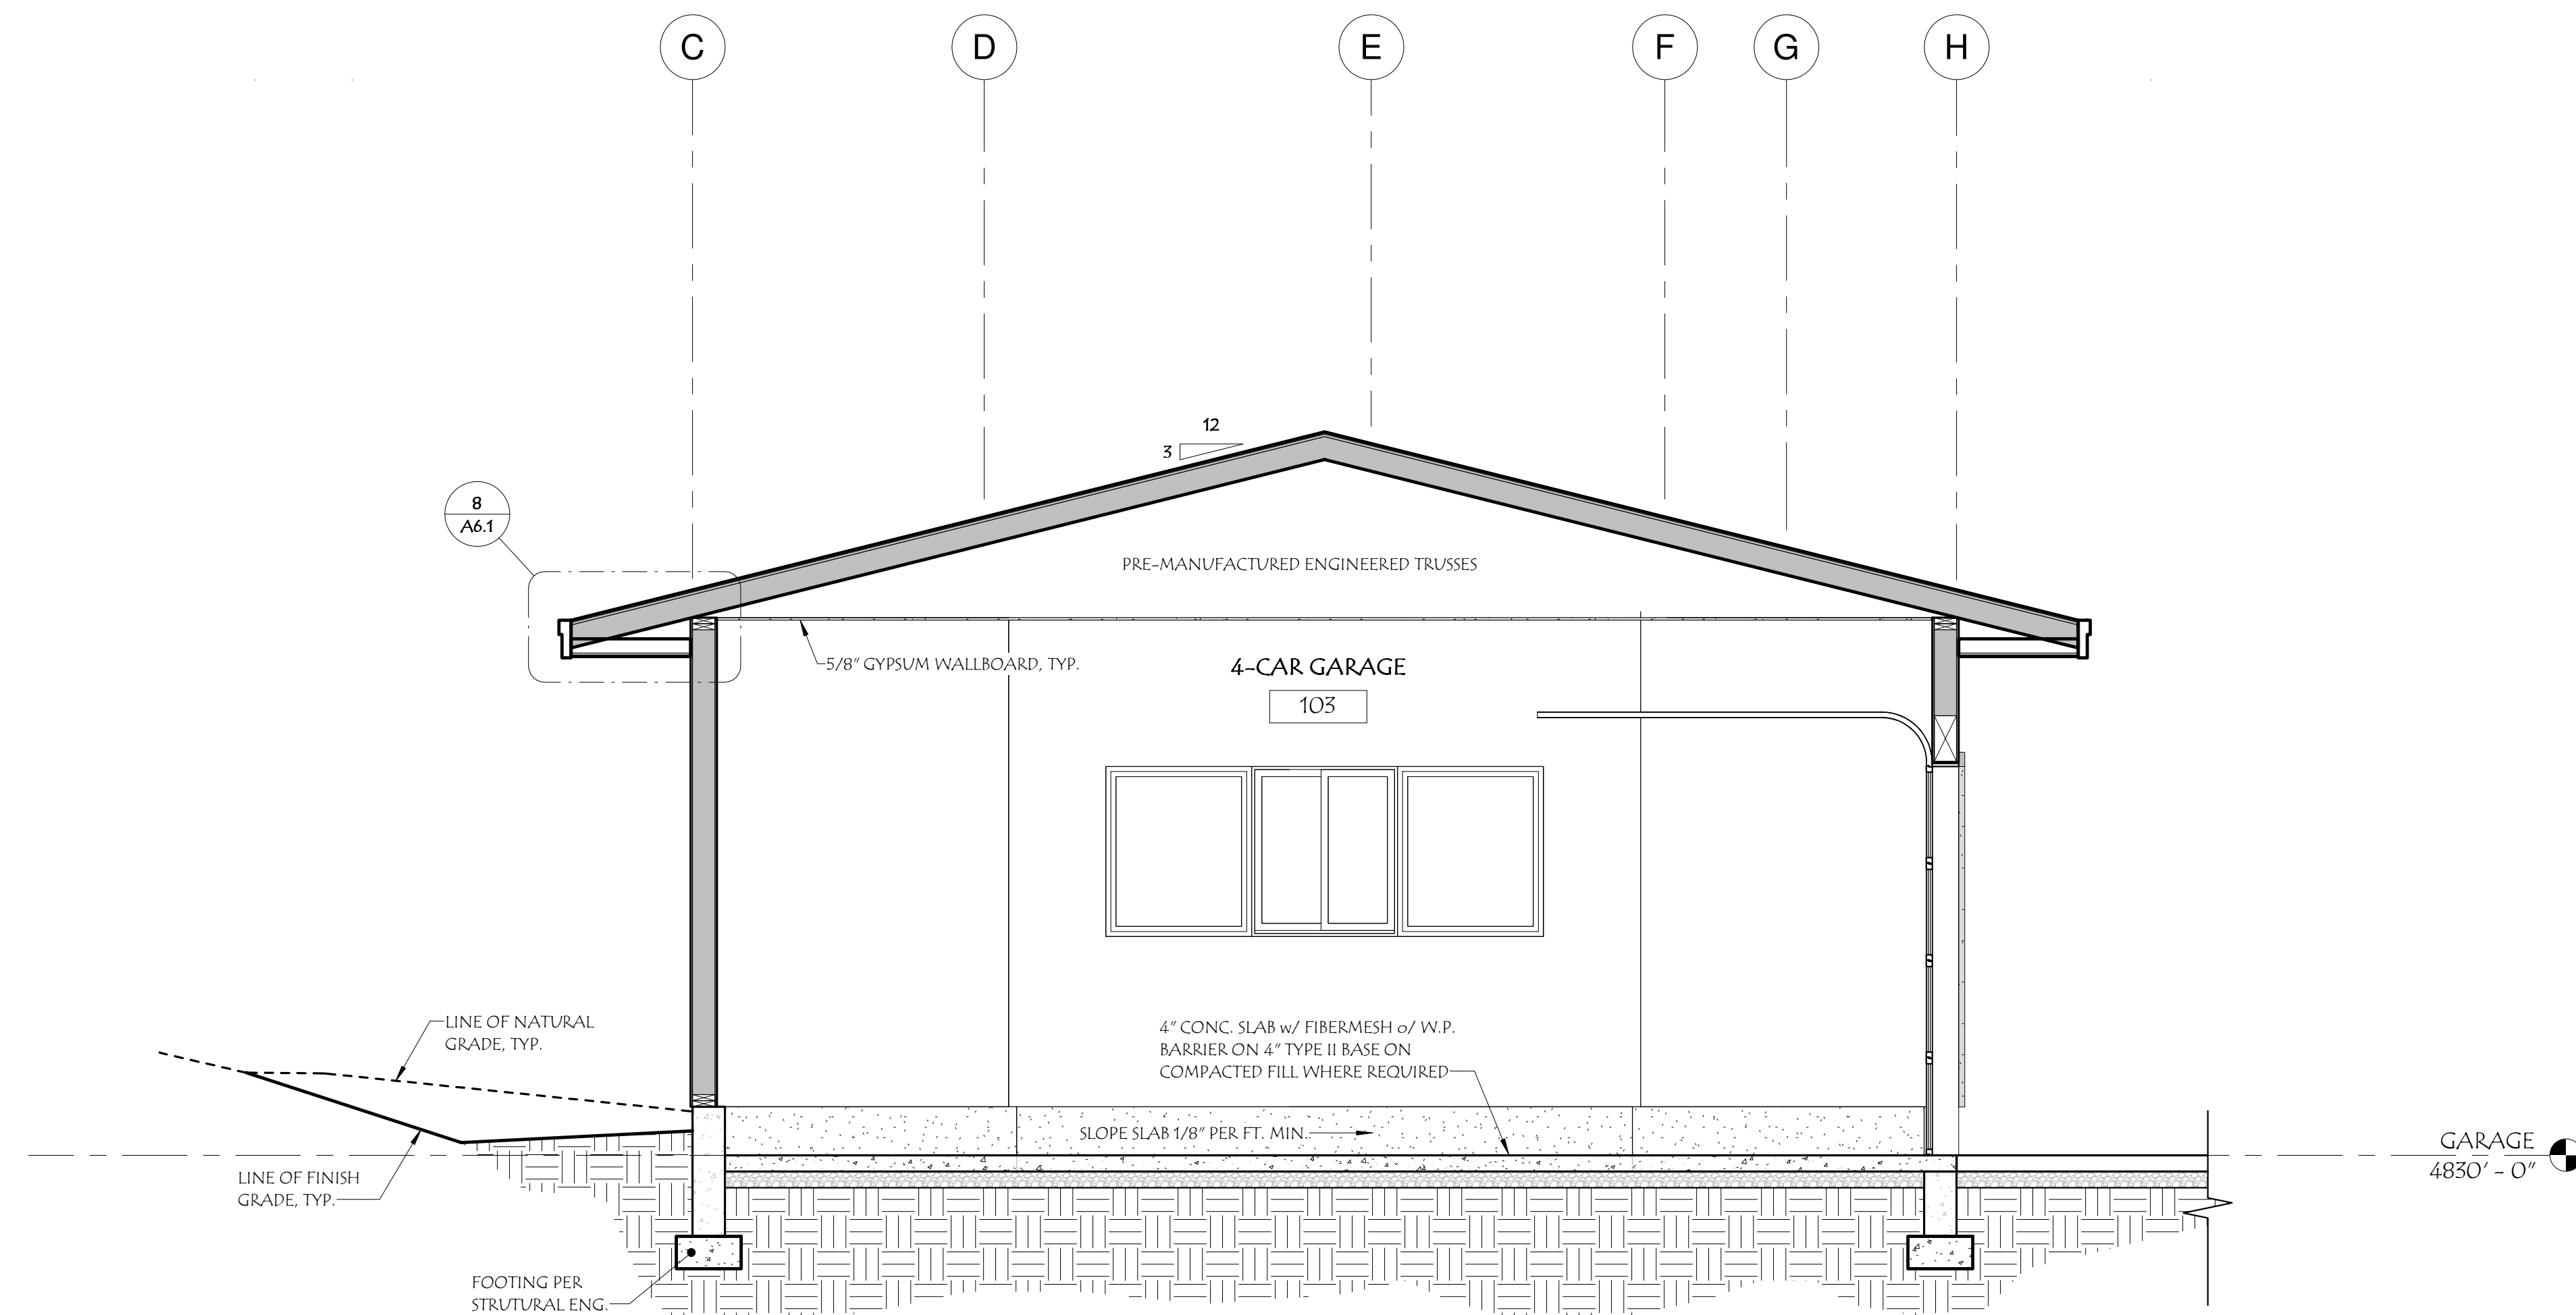 C
D
E
F
G
H
12
3
8
A6.1
PRE-MANUFACTURED ENGINEERED TRUSSES
5/8" GYPSUM WALLBOARD, TYP.
4-CAR GARAGE
103
LINE OF NATURAL
GRADE, TYP.
4" CONC. SLAB w/ FIBERMESH o/ W.P.
BARRIER ON 4" TYPE II BASE ON
COMPACTED FILL WHERE REQUIRED
SLOPE SLAB 1/8" PER FT. MIN.
LINE OF FINISH
GRADE, TYP.
GARAGE
4830' - 0"
FOOTING PER
STRUTURAL ENG.